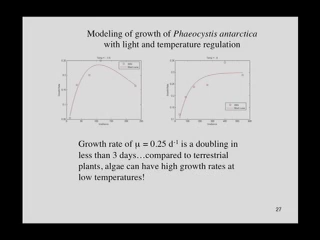 Modeling of growth of Phaeocystis antarctica
with light and temperature regulation
Growth rate of μ = 0.25 d-1 is a doubling in
less than 3 days…compared to terrestrial
plants, algae can have high growth rates at
low temperatures!
27